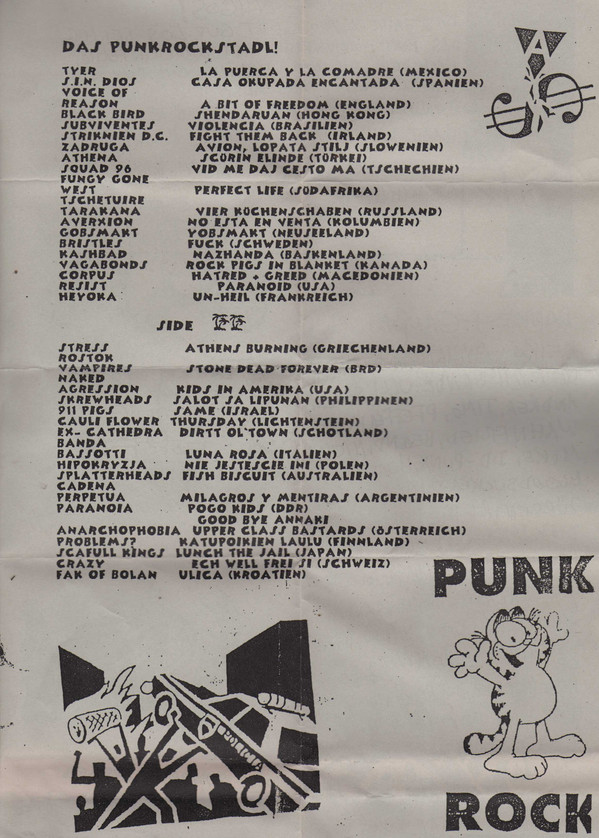 DAS PUNKROCKSTADL!
TYER LA PUERCA Y LA COMADRE (MEXICO)
S.I.N. DIOS CASA OKUPADA ENCANTADA (SPANIEN)
VOICE OF
REASON A BIT OF FREEDOM (ENGLAND)
BLACK BIRD SHENDARUAN (HONG KONG)
SUBVIVENTES VIOLENCIA (BRASILIEN)
STRIKNIEN D.C. FIGHT THEM BACK (IRLAND)
ZADRUGA AVION, LOPATA STILJ (SLOWENIEN)
ATHENA SCORIN ELINDE (TÜRKEI)
SQUAD 96 VID ME DAS CESTO MA (TSCHECHIEN)
FUNGY GONE
WEST PERFECT LIFE (SÜDAFRIKA)
TSCHETUIRE
TARAKANA VIER KÜCHENSCHABEN (RUSSLAND)
AVERXION NO ESTA EN VENTA (KOLUMBIEN)
GOBSMAKT YOBSMAKT (NEUSEELAND)
BRISTLES FUCK (SCHWEDEN)
KASHBAD NAZHANDA (BASKENLAND)
VAGABONDS ROCK PIGS IN BLANKET (KANADA)
CORPUS HATRED + GREED (MACEDONIEN)
RESIST PARANOID (USA)
HEYOKA UN-HEIL (FRANKREICH)
SIDE
STRESS ATHENS BURNING (GRIECHENLAND)
ROSTOK
VAMPIRES STONE DEAD FOREVER (BRD)
NAKED
AGRESSION KIDS IN AMERIKA (USA)
SKREWHEADS SALOT SA LIPUNAN (PHILIPPINEN)
911 PIGS SAME (ISRAEL)
CAULI FLOWER THURSDAY (LICHTENSTEIN)
EX- CATHEDRA DIRTT OL'TOWN (SCHOTLAND)
BANDA
BASSOTTI LUNA ROSA (ITALIEN)
HIPOKRYZJA NIE JESTESCIE INI (POLEN)
SPLATTERHEADS FISH BISCUIT (AUSTRALIEN)
CADENA
PERPETUA MILAGROS Y MENTIRAS (ARGENTINIEN)
PARANOIA POGO KIDS (DDR)
GOOD BYE ANNAKI
ANARCHOPHOBIA UPPER CLASS BASTARDS (ÖSTERREICH)
PROBLEMS? KATUPOIKIEN LAULU (FINNLAND)
SCAFULL KINGS LUNCH THE JAIL (JAPAN)
CRAZY ECH WELL FREI SI (SCHWEIZ)
FAK OF BOLAN ULICA (KROATIEN)
PUNK
ROCK